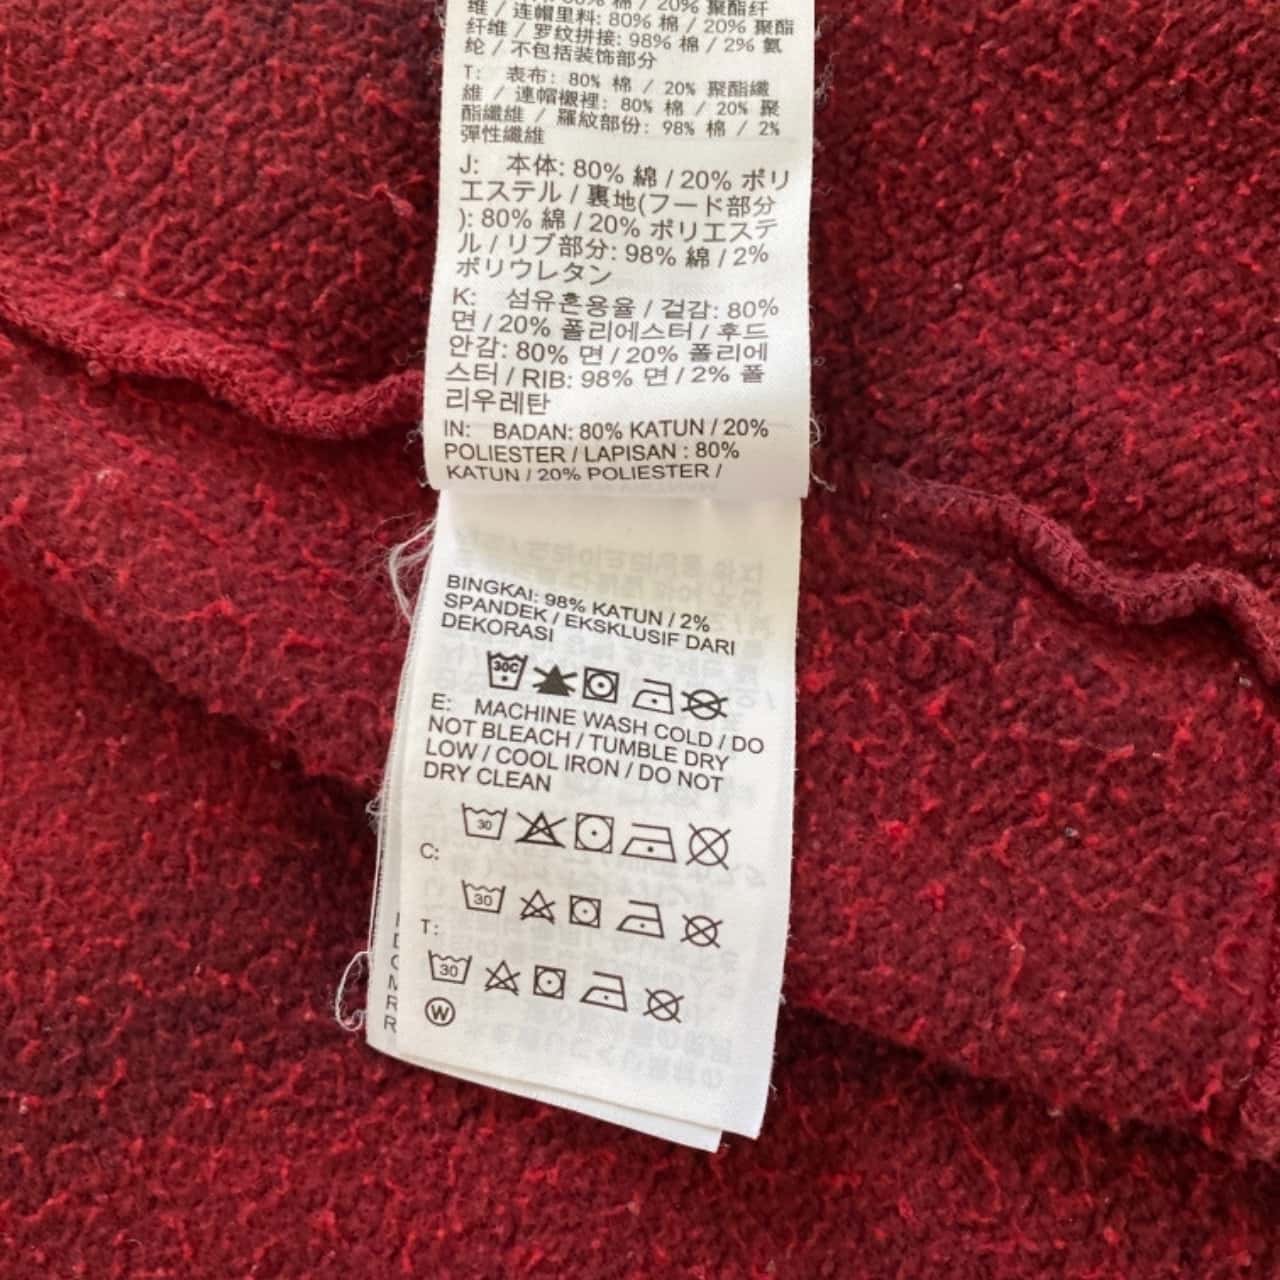 80% 棉 / 20% 聚酯纤
维 / 连帽里料: 80% 棉 / 20% 聚酯
纤维 / 罗纹拼接: 98% 棉 / 2% 氨
纶 / 不包括装饰部分
T: 表布: 80% 棉 / 20% 聚酯纖
維 / 連帽襯裡: 80% 棉 / 20% 聚
酯纖維 / 羅紋部份: 98% 棉 / 2%
彈性纖維
J: 本体: 80% 綿 / 20% ポリ
エステル / 裏地(フード部分
): 80% 綿 / 20% ポリエステ
ル / リブ部分: 98% 綿 / 2%
ポリウレタン
K: 섬유혼용율 / 겉감: 80%
면 / 20% 폴리에스터 / 후드
안감: 80% 면 / 20% 폴리에
스터 / RIB: 98% 면 / 2% 폴
리우레탄
IN: BADAN: 80% KATUN / 20%
POLIESTER / LAPISAN : 80%
KATUN / 20% POLIESTER /
BINGKAI: 98% KATUN / 2%
SPANDEK / EKSKLUSIF DARI
DEKORASI
30C
E: MACHINE WASH COLD / DO
NOT BLEACH / TUMBLE DRY
LOW / COOL IRON / DO NOT
DRY CLEAN
30
C:
30
T:
30
W